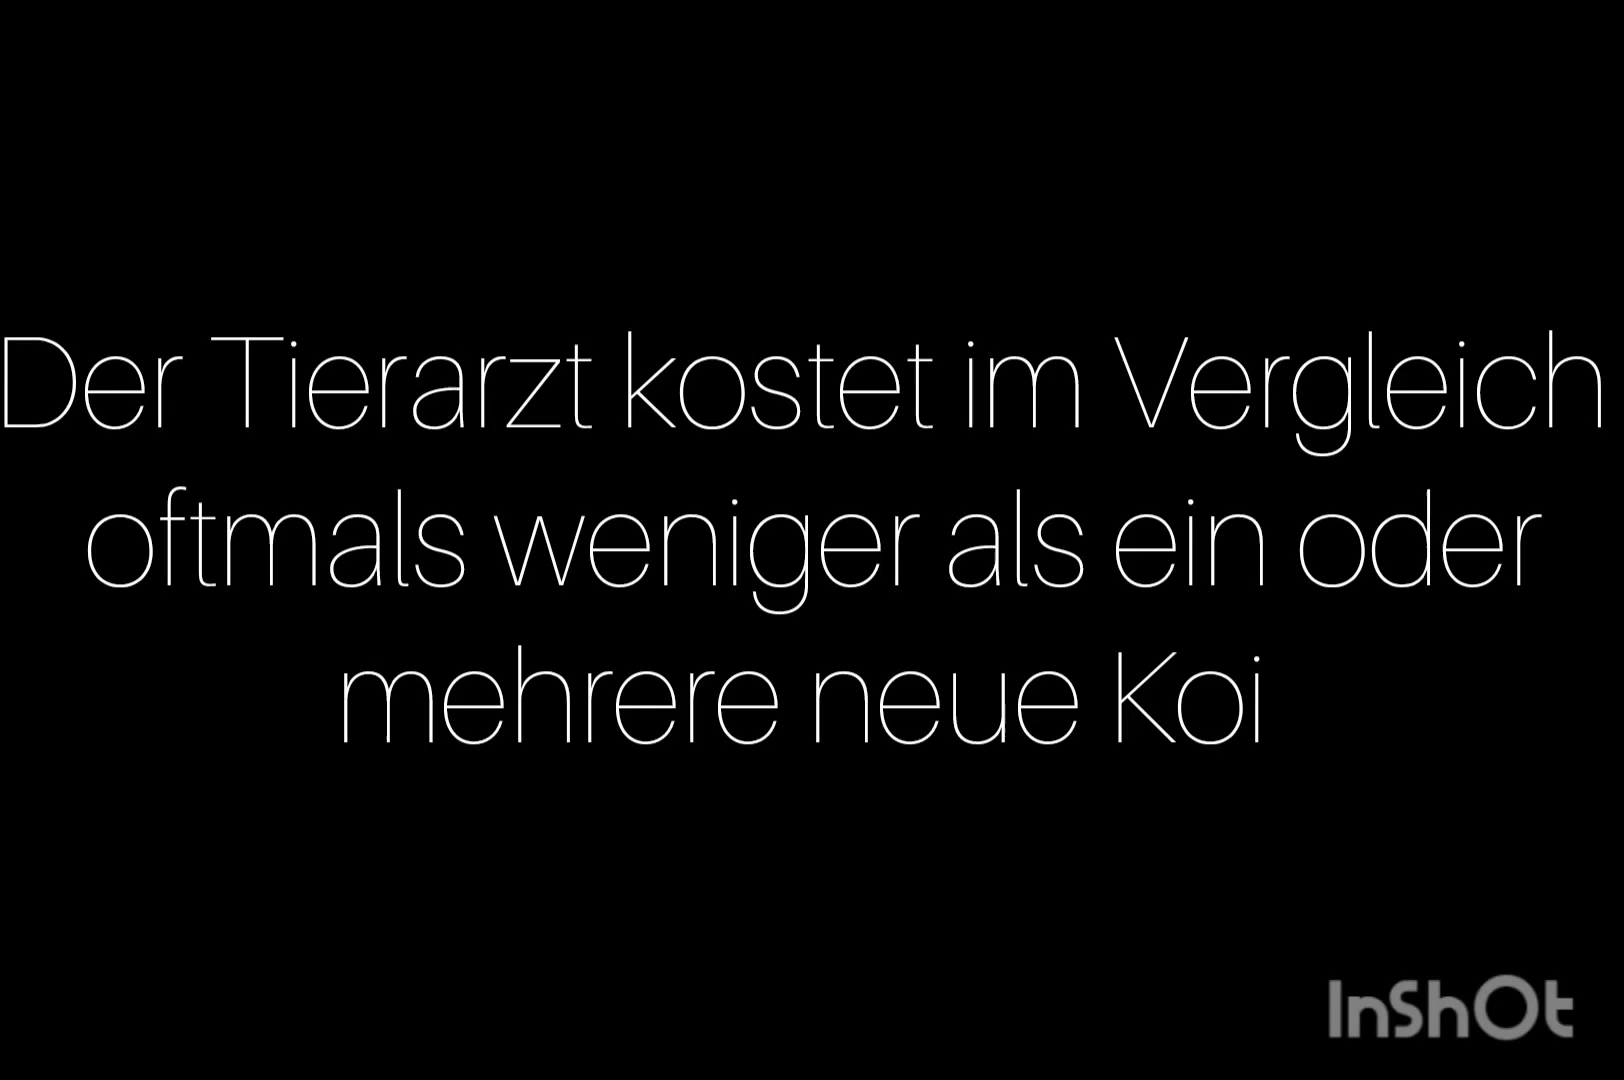 Der Tierarzt kostet im Vergleich
oftmals weniger als ein oder
mehrere neue Koi
InShOt